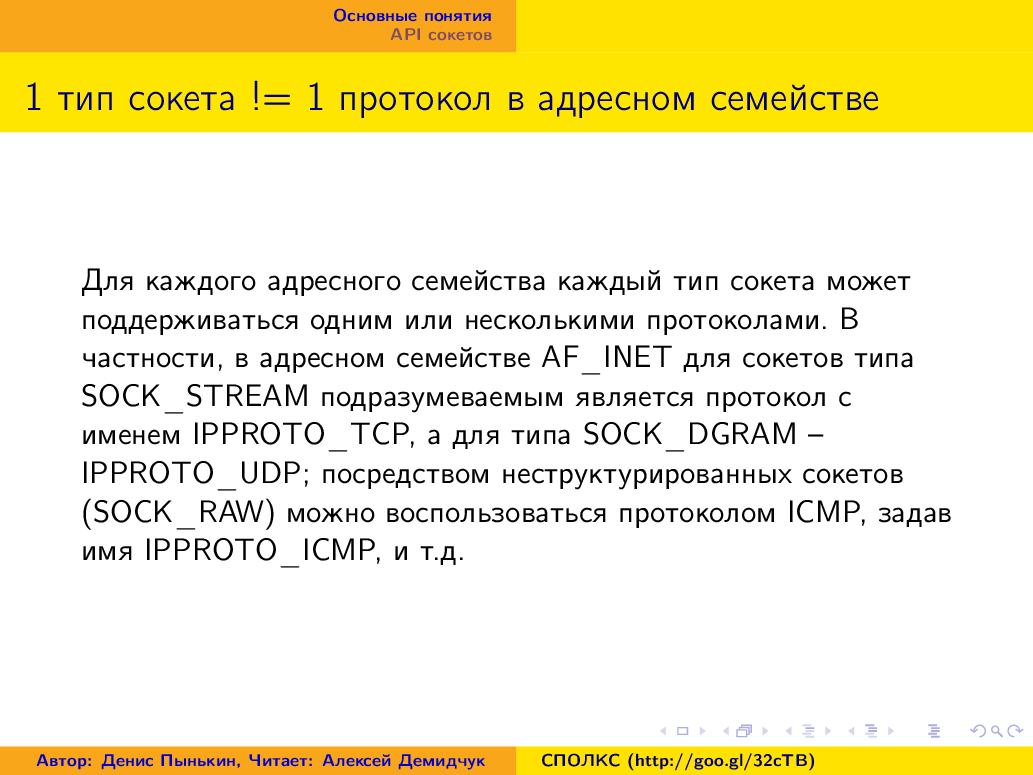 Основные понятия
API сокетов
1 тип сокета != 1 протокол в адресном семействе
Для каждого адресного семейства каждый тип сокета может
поддерживаться одним или несколькими протоколами. В
частности, в адресном семействе AF_INET для сокетов типа
SOCK_STREAM подразумеваемым является протокол с
именем IPPROTO_TCP, а для типа SOCK_DGRAM –
IPPROTO_UDP; посредством неструктурированных сокетов
(SOCK_RAW) можно воспользоваться протоколом ICMP, задав
имя IPPROTO_ICMP, и т.д.
Автор: Денис Пынькин, Читает: Алексей Демидчук
СПОЛКС (http://goo.gl/32cTB)